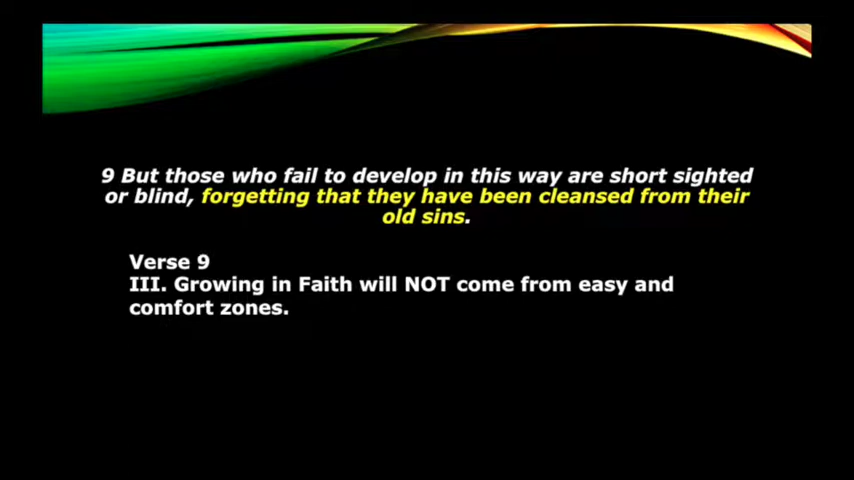 9 But those who fail to develop in this way are short sighted
or blind, forgetting that they have been cleansed from their
old sins.
Verse 9
III. Growing in Faith will NOT come from easy and
comfort zones.